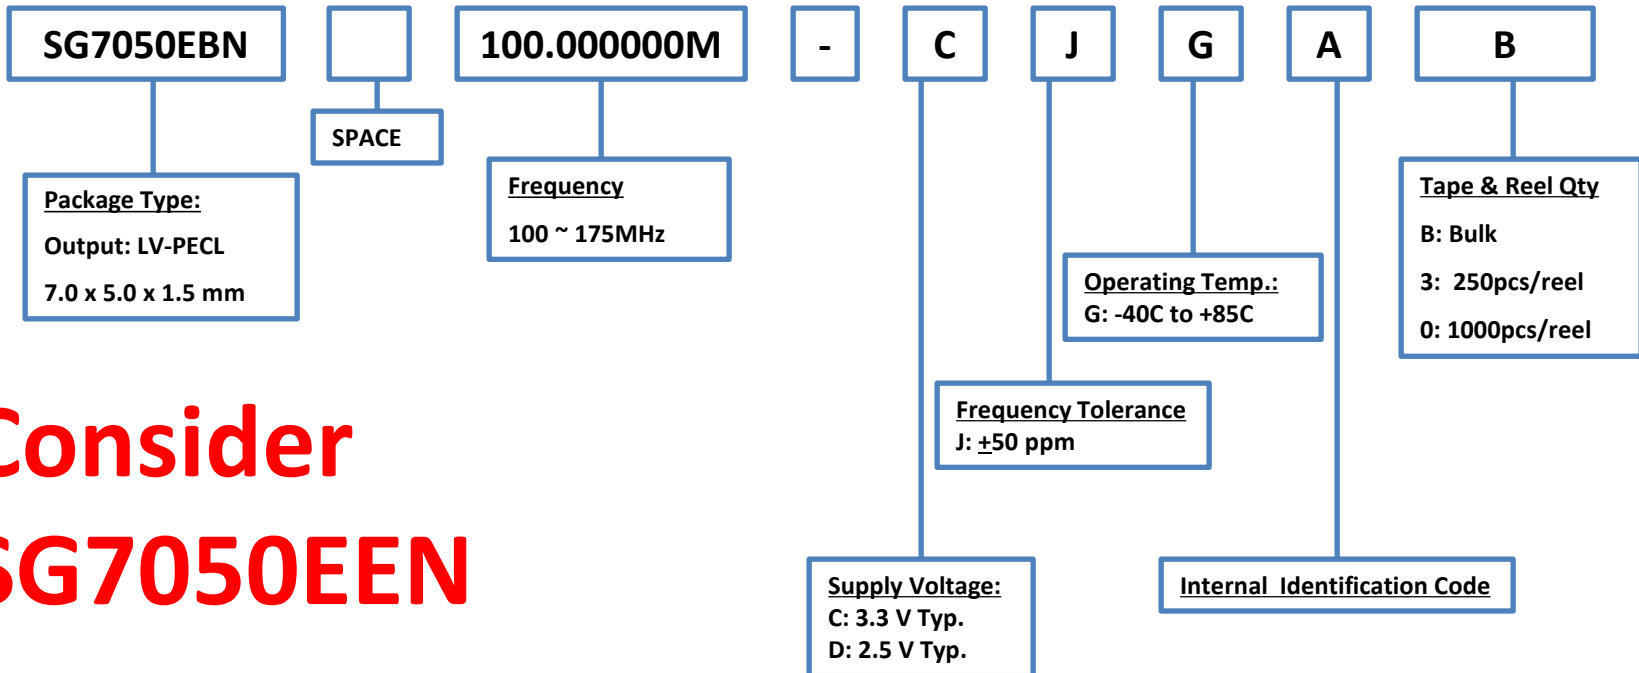 SG7050EBN 100.000000M - C J G A B
SPACE
Package Type:
Output: LV-PECL
7.0 x 5.0 x 1.5 mm
Frequency
100 ~ 175MHz
Tape & Reel Qty
B: Bulk
3: 250pcs/reel
0: 1000pcs/reel
Operating Temp.:
G: -40C to +85C
Frequency Tolerance
J: ±50 ppm
Consider
SG7050EEN
Supply Voltage:
C: 3.3 V Typ.
D: 2.5 V Typ.
Internal Identification Code